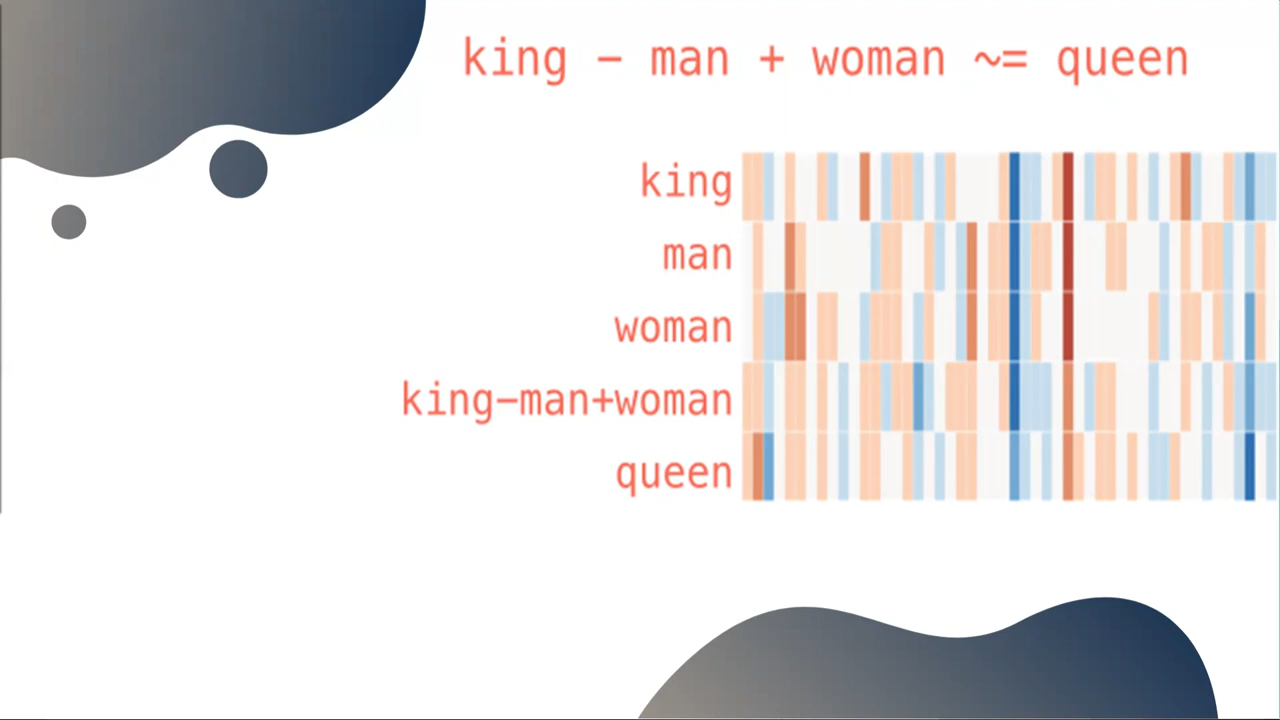 king − man + woman ~= queen
king
man
woman
king−man+woman
queen